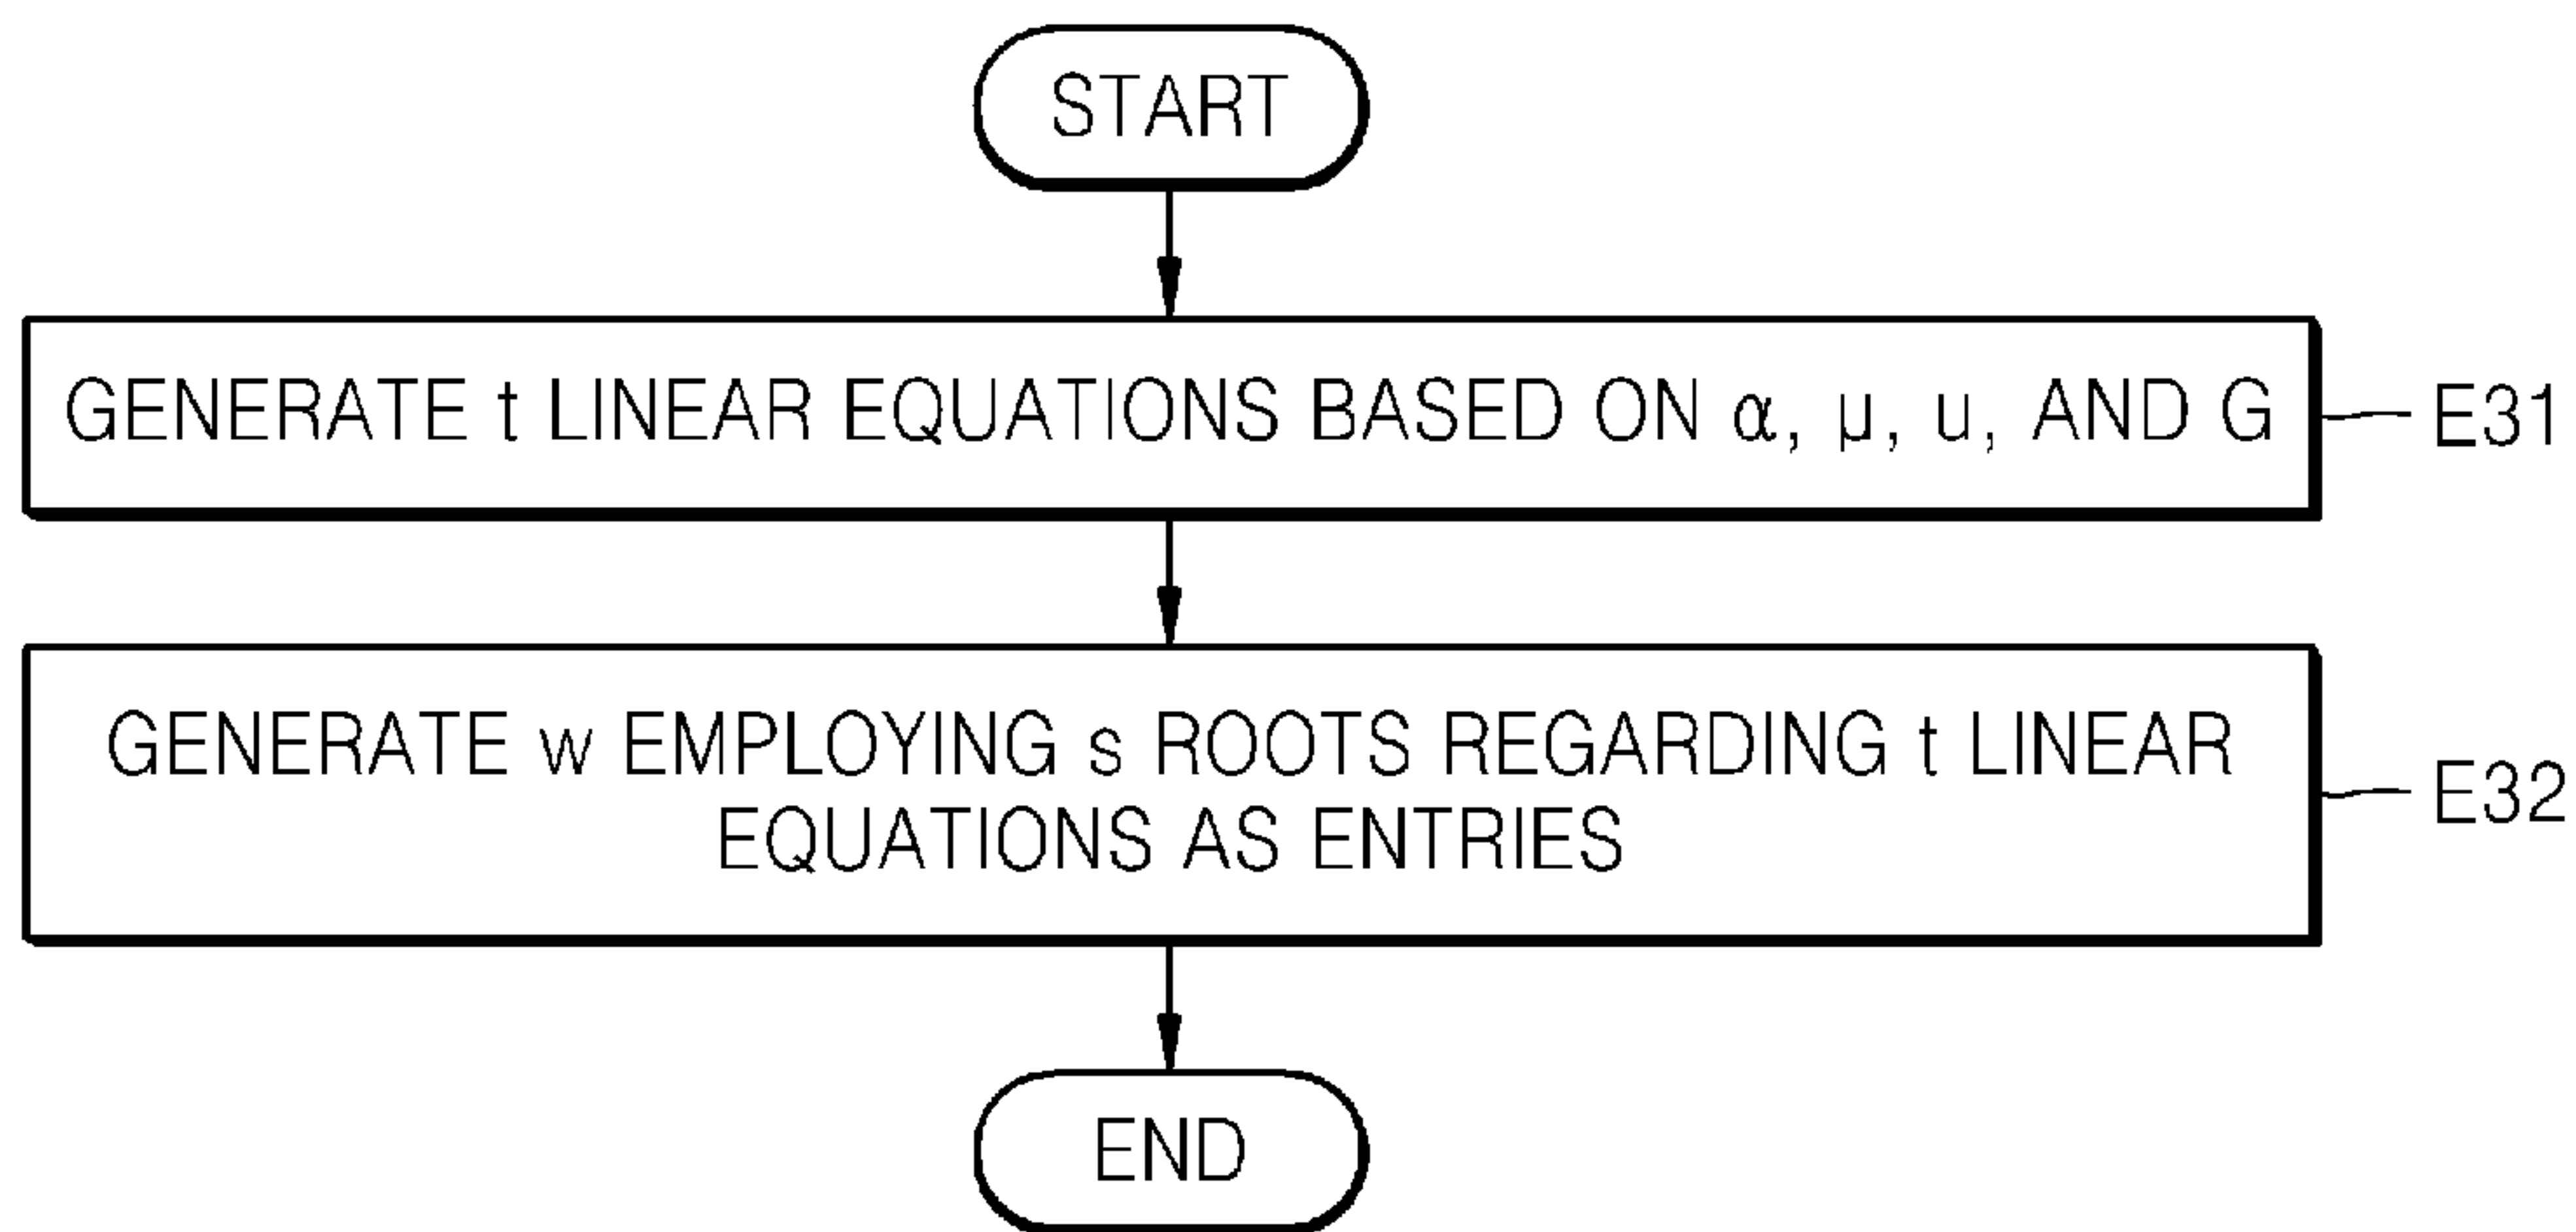 START
GENERATE t LINEAR EQUATIONS BASED ON α, μ, u, AND G
E31
GENERATE w EMPLOYING s ROOTS REGARDING t LINEAR
EQUATIONS AS ENTRIES
E32
END